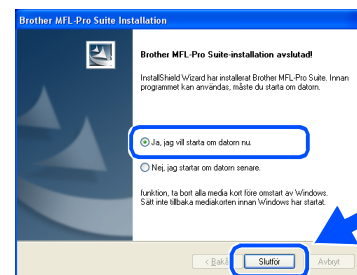 Brother MFL-Pro Suite Installation
Brother MFL-Pro Suite-installation avslutad!
InstallShield Wizard har installerat Brother MFL-Pro Suite. Innan
programmet kan användas, måste du starta om datorn.
Ja, jag vill starta om datorn nu.
Nej, jag startar om datorn senare.
funktion, ta bort alla media kort före omstart av Windows.
Sätt inte tillbaka mediakorten innan Windows har startat.
< Bakå
Slutför
Avbryt